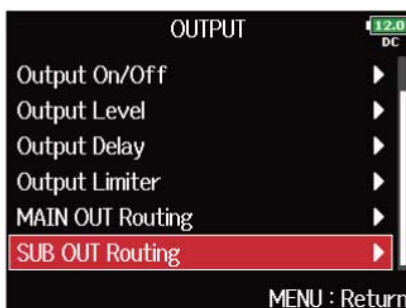 OUTPUT
12.0
DC
Output On/Off
Output Level
Output Delay
Output Limiter
MAIN OUT Routing
SUB OUT Routing
MENU : Return